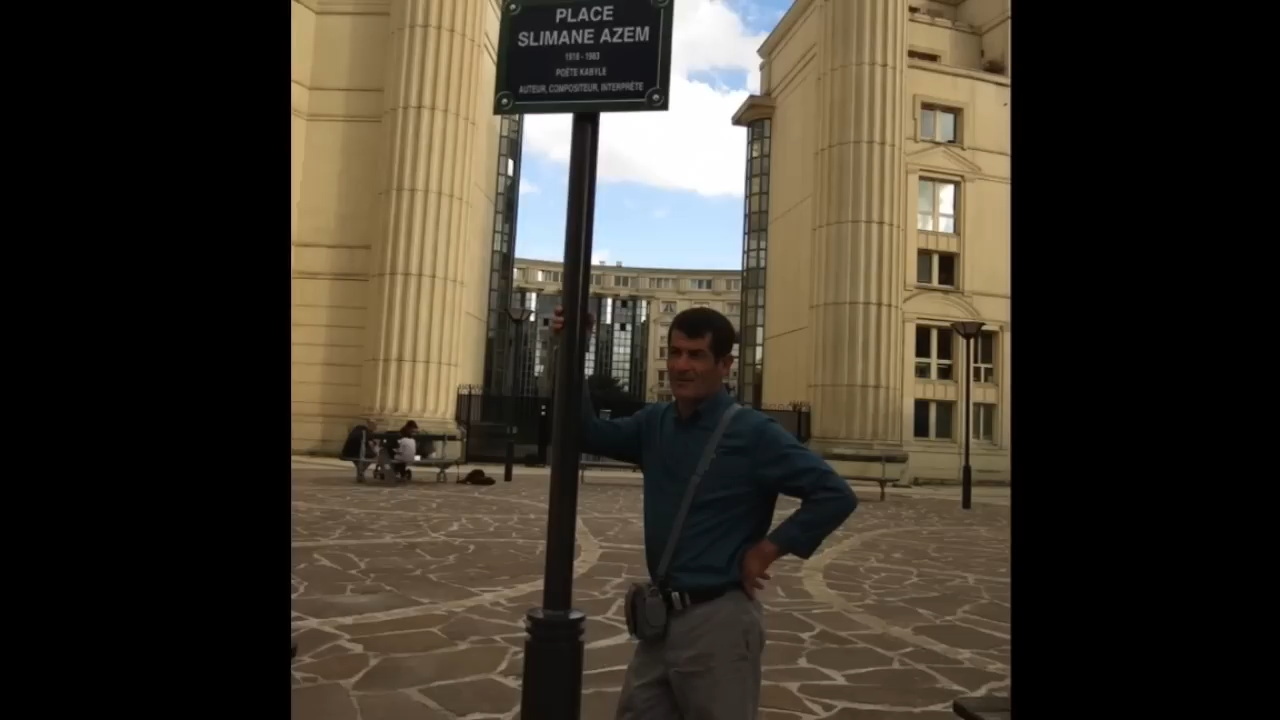 PLACE
SLIMANE AZEM
1918 - 1983
POÈTE KABYLE
AUTEUR, COMPOSITEUR, INTERPRÈTE